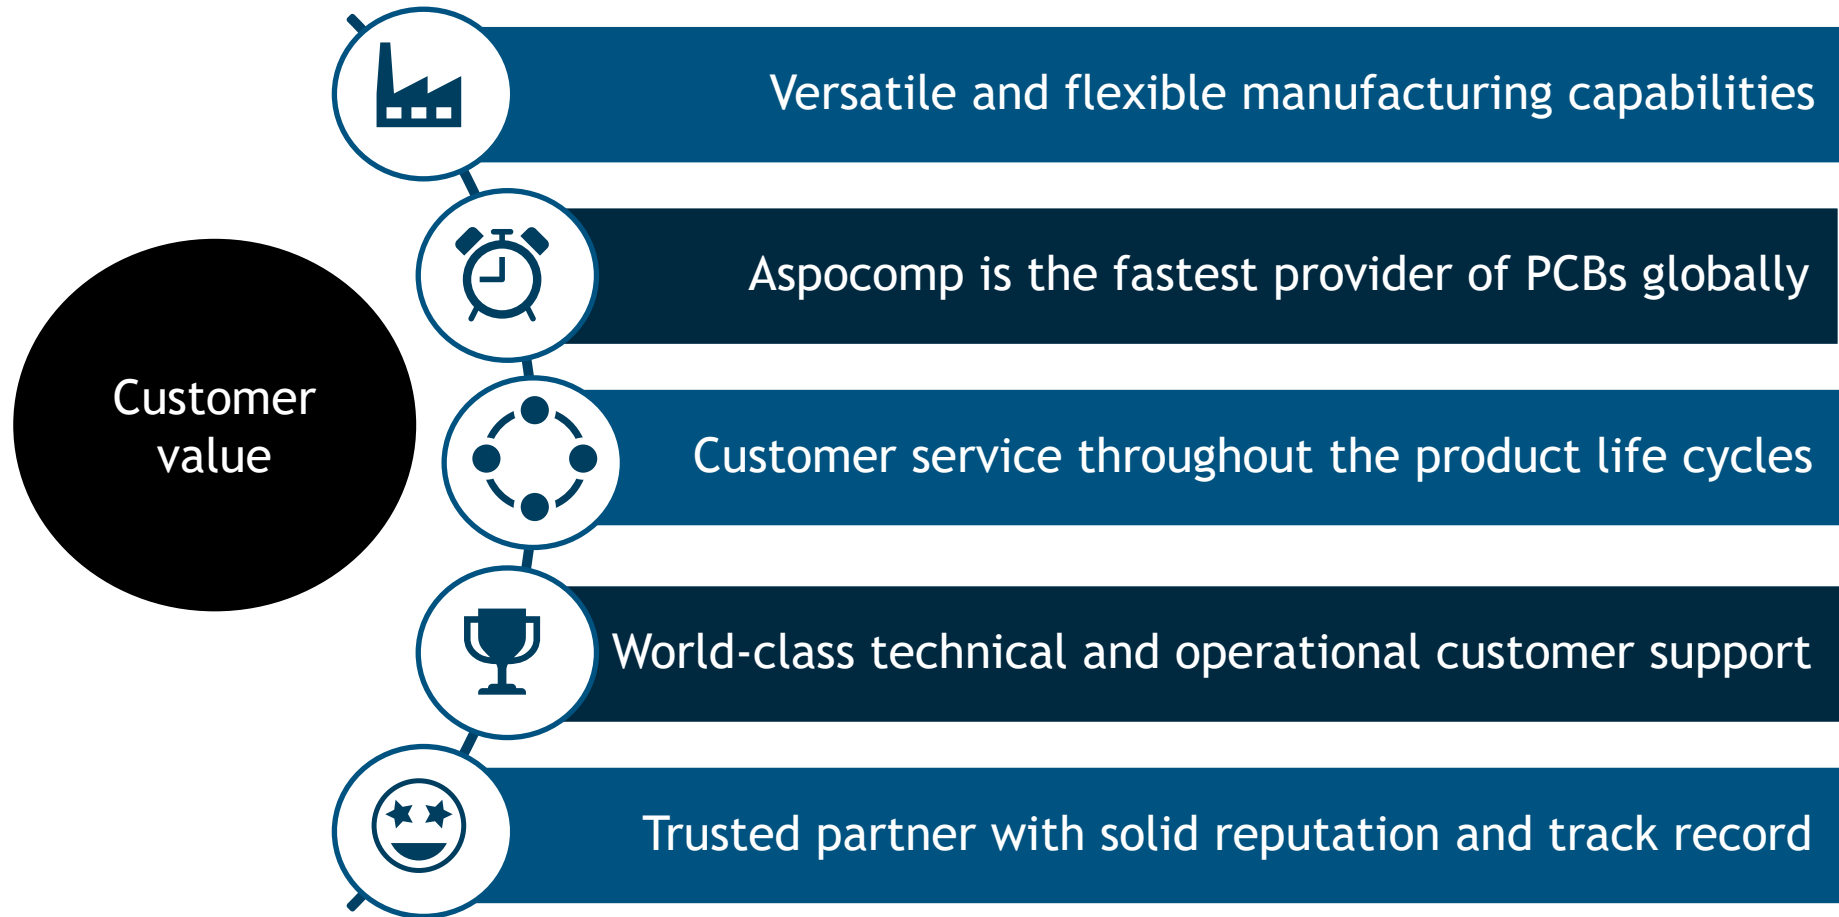 Versatile and flexible manufacturing capabilities
Aspocomp is the fastest provider of PCBs globally
Customer
value
Customer service throughout the product life cycles
World-class technical and operational customer support
Trusted partner with solid reputation and track record